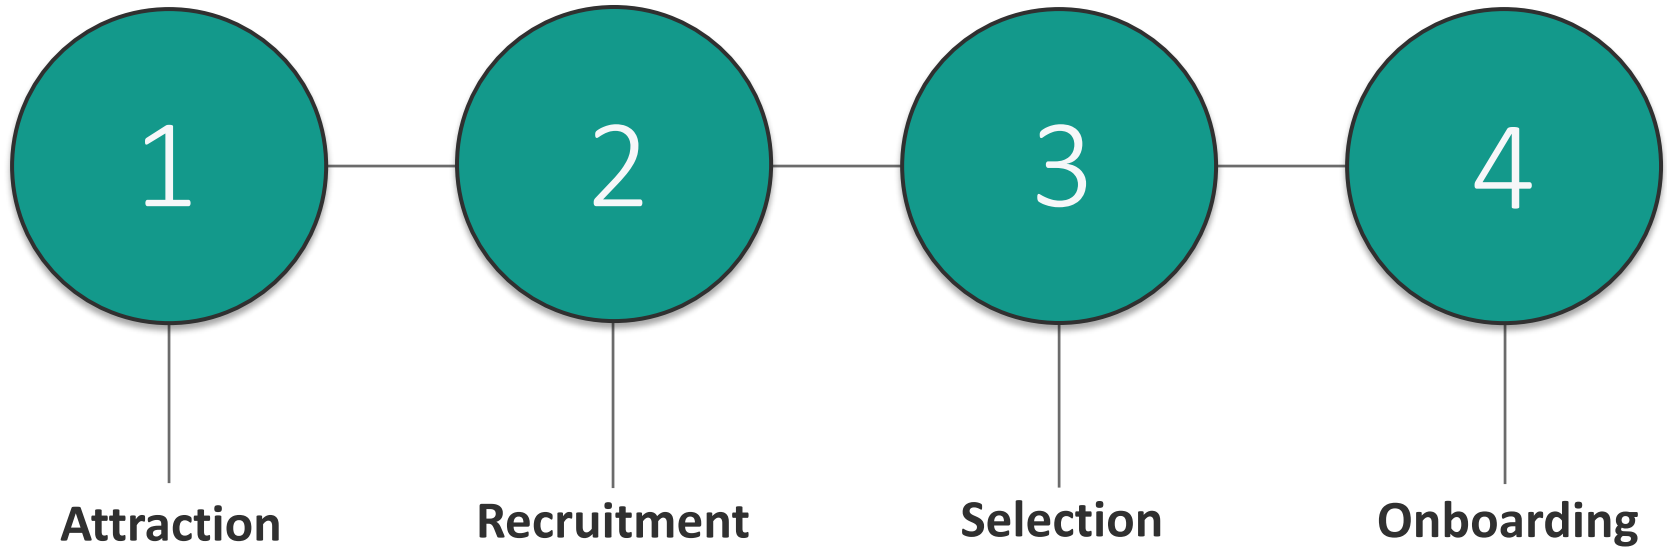 1
2
3
4
Attraction
Recruitment
Selection
Onboarding